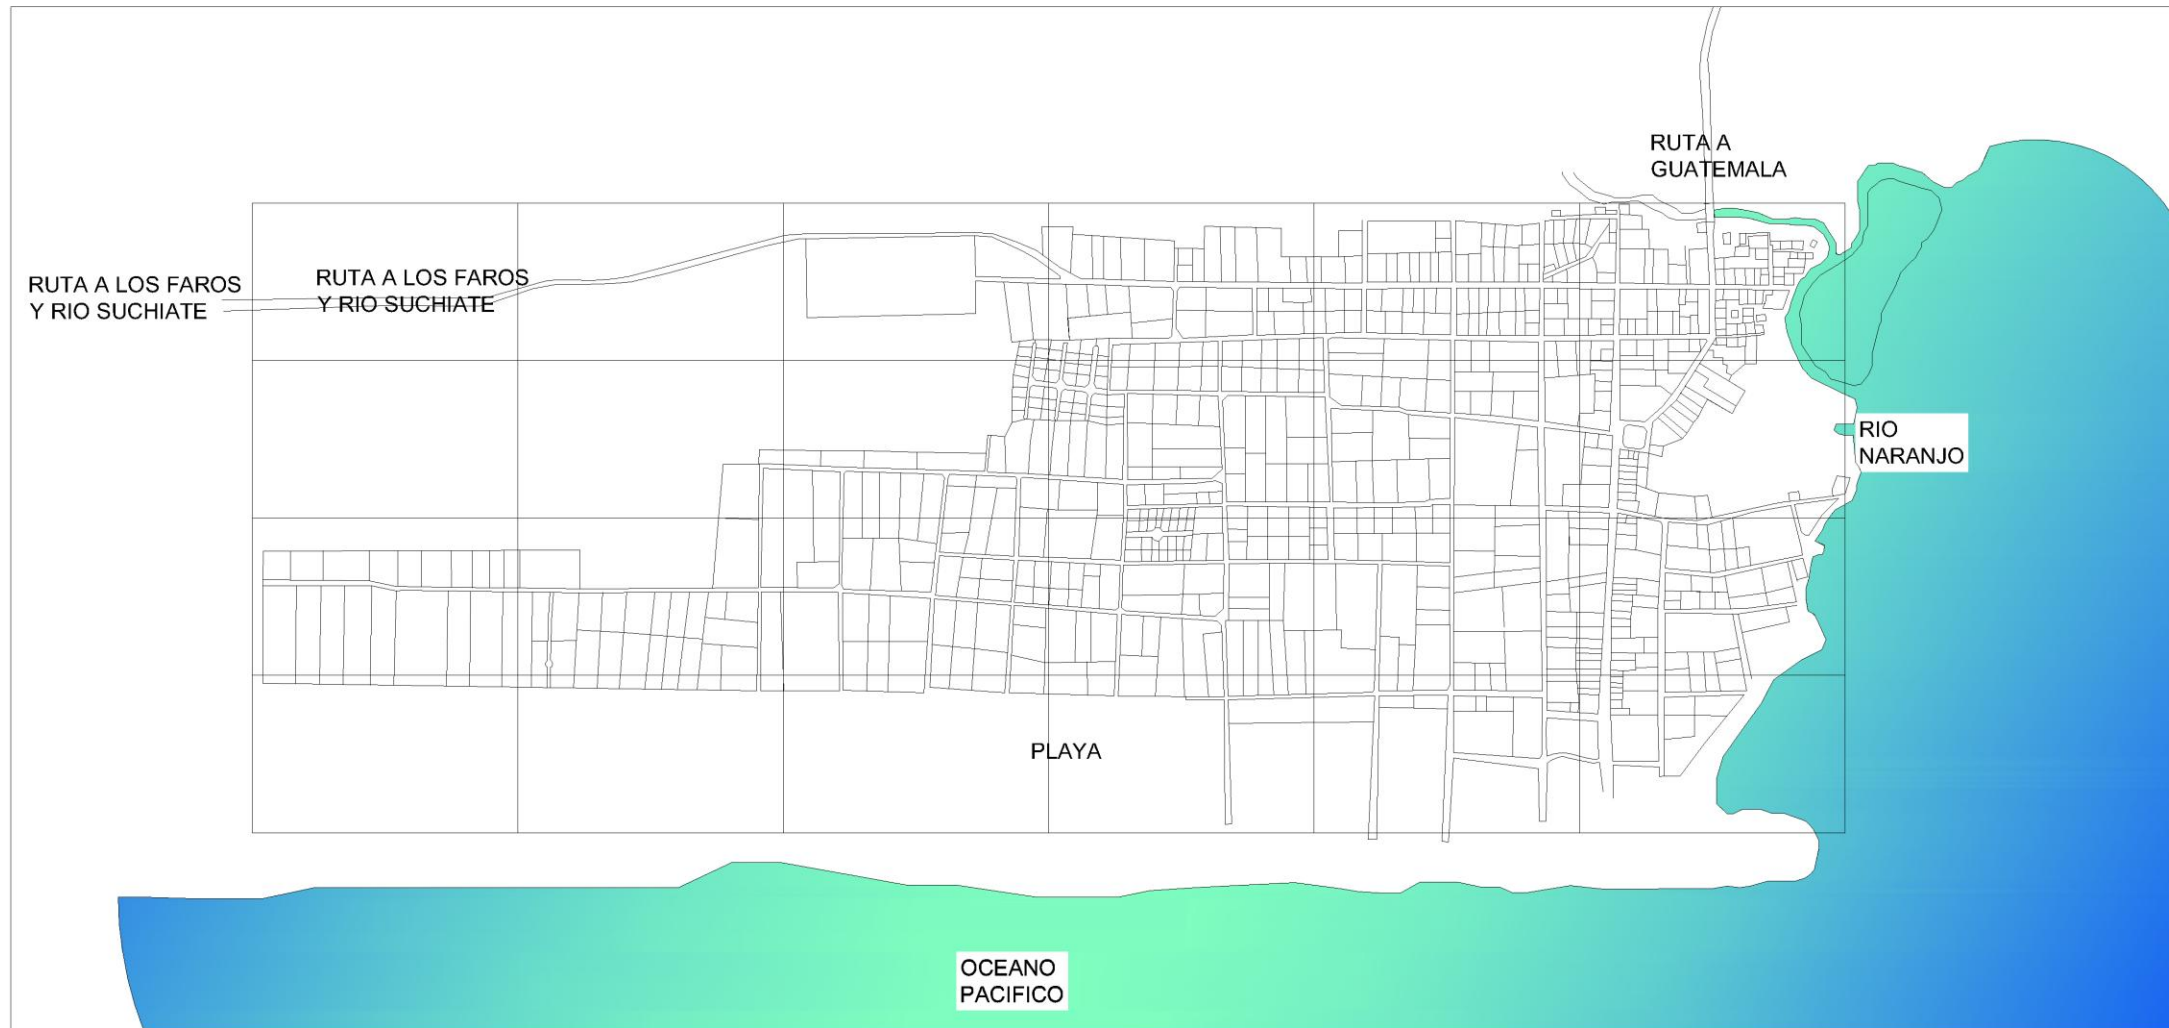 RUTA A
GUATEMALA
RUTA A LOS FAROS
Y RIO SUCHIATE
RUTA A LOS FAROS
Y RIO SUCHIATE
RIO
NARANJO
PLAYA
OCEANO
PACIFICO